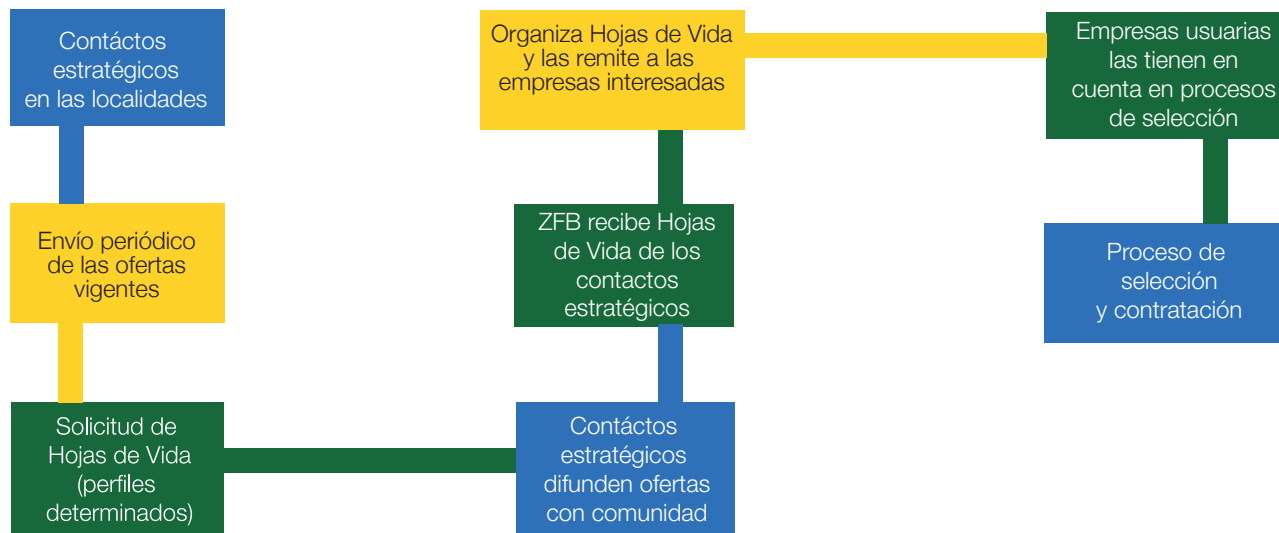 Contáctos
estratégicos
en las localidades
Envío periódico
de las ofertas
vigentes
Solicitud de
Hojas de Vida
(perfiles
determinados)
Contáctos
estratégicos
difunden ofertas
con comunidad
ZFB recibe Hojas
de Vida de los
contactos
estratégicos
Organiza Hojas de Vida
y las remite a las
empresas interesadas
Empresas usuarias
las tienen en
cuenta en procesos
de selección
Proceso de
selección
y contratación